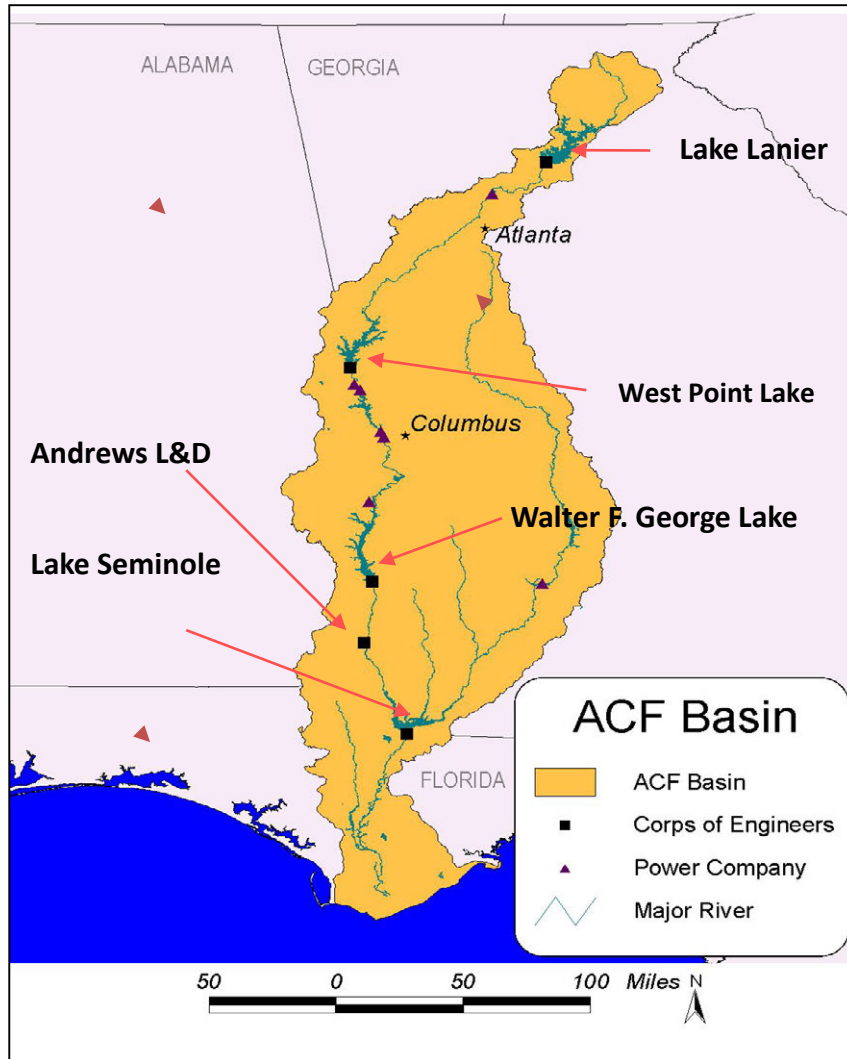 ALABAMA
GEORGIA
Lake Lanier
Atlanta
West Point Lake
Columbus
Andrews L&D
Walter F. George Lake
Lake Seminole
FLORIDA
ACF Basin
ACF Basin
Corps of Engineers
Power Company
Major River
50 0 50 100 Miles N